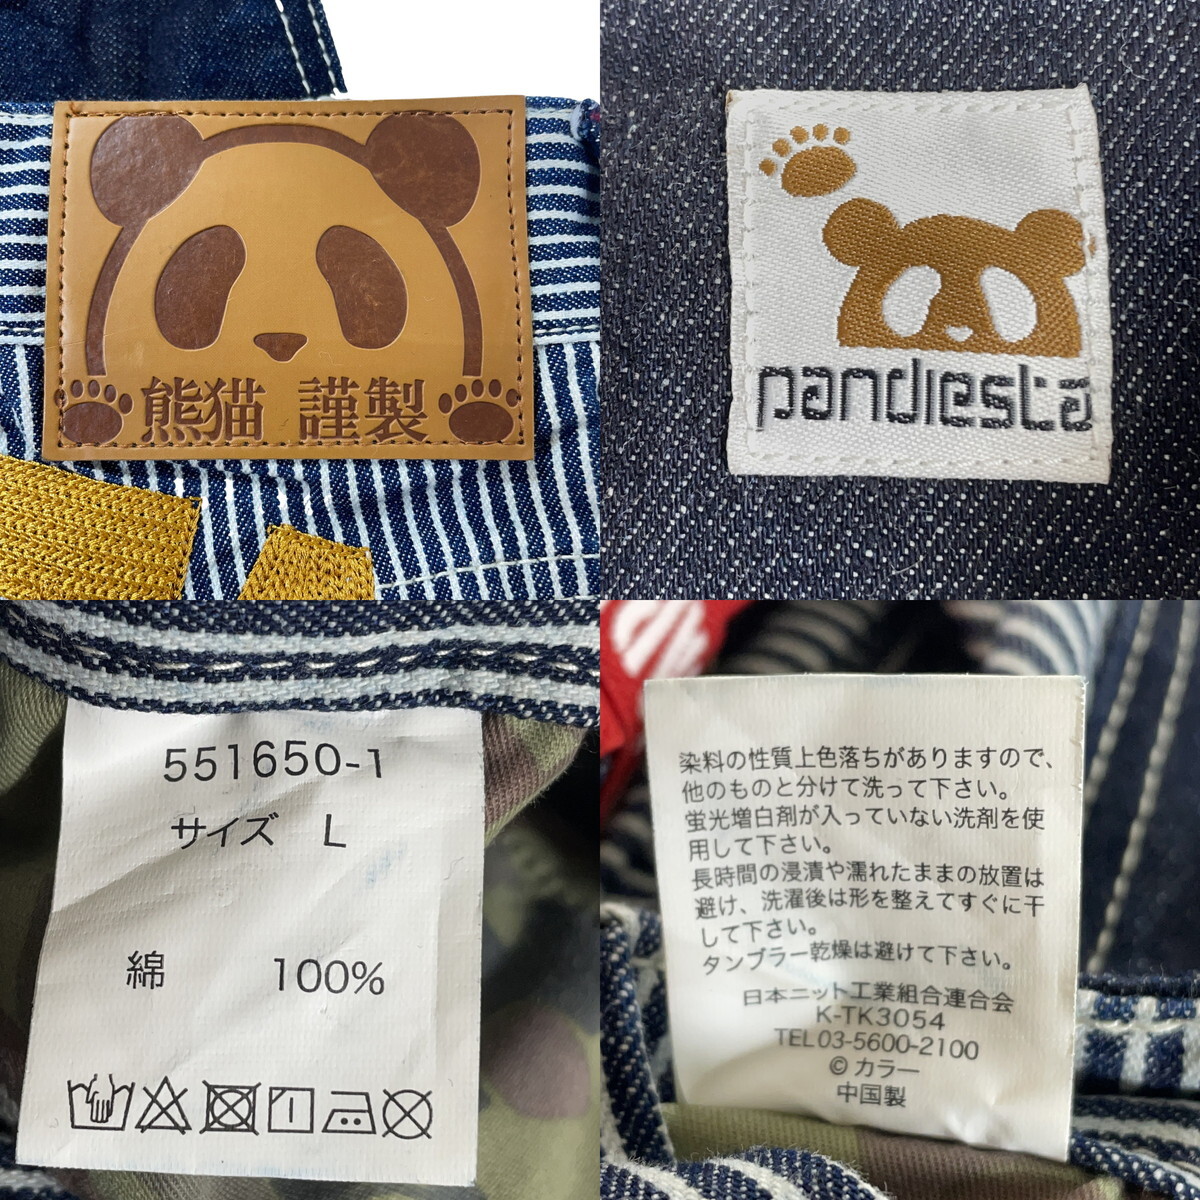 熊猫 謹製
pandiesta
551650-1
サイズ L
綿 100%
染料の性質上色落ちがありますので、
他のものと分けて洗って下さい。
蛍光増白剤が入っていない洗剤を使
用して下さい。
長時間の浸漬や濡れたままの放置は
避け、洗濯後は形を整えてすぐに干
して下さい。
タンブラー乾燥は避けて下さい。
日本ニット工業組合連合会
K-TK3054
TEL03-5600-2100
©カラー
中国製